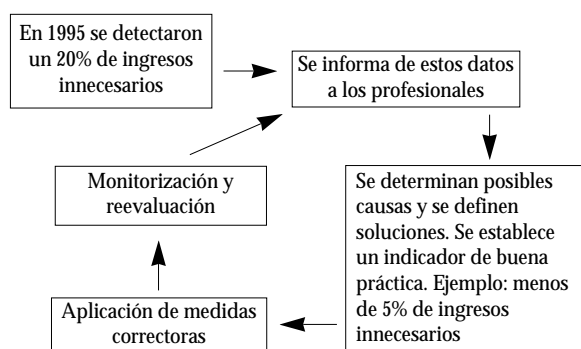 En 1995 se detectaron
un 20% de ingresos
innecesarios
Se informa de estos datos
a los profesionales
Se determinan posibles
causas y se definen
soluciones. Se establece
un indicador de buena
práctica. Ejemplo: menos
de 5% de ingresos
innecesarios
Aplicación de medidas
correctoras
Monitorización y
reevaluación